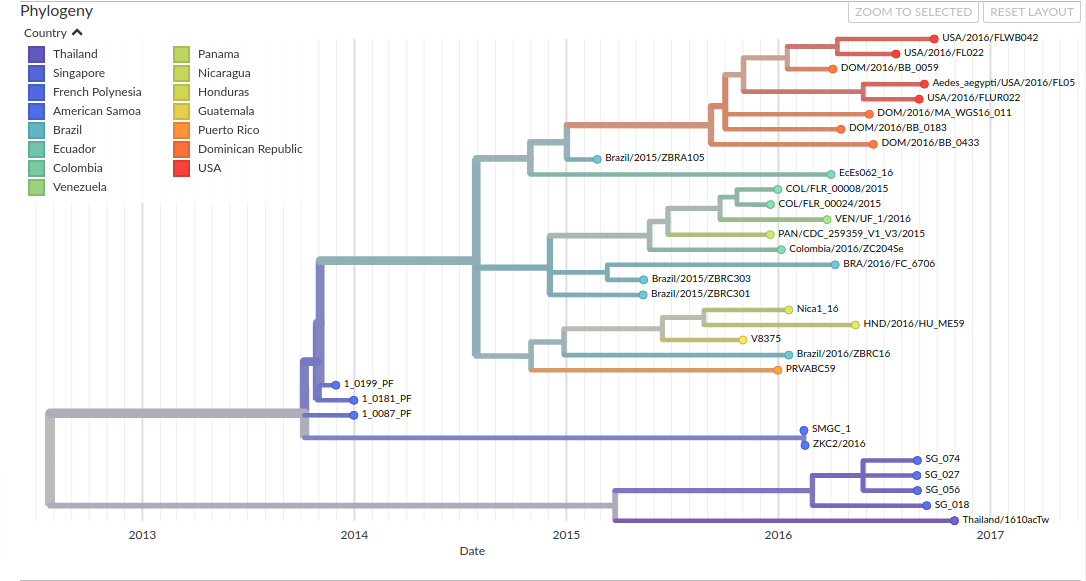 Phylogeny
ZOOM TO SELECTED
RESET LAYOUT
Country
Thailand
Singapore
French Polynesia
American Samoa
Brazil
Ecuador
Colombia
Venezuela
Panama
Nicaragua
Honduras
Guatemala
Puerto Rico
Dominican Republic
USA
USA/2016/FLWB042
USA/2016/FL022
DOM/2016/BB_0059
Aedes_aegypti/USA/2016/FL05
USA/2016/FLUR022
DOM/2016/MA_WGS16_011
DOM/2016/BB_0183
DOM/2016/BB_0433
Brazil/2015/ZBRA105
EcEs062_16
COL/FLR_00008/2015
COL/FLR_00024/2015
VEN/UF_1/2016
PAN/CDC_259359_V1_V3/2015
Colombia/2016/ZC204Se
BRA/2016/FC_6706
Brazil/2015/ZBRC303
Brazil/2015/ZBRC301
Nica1_16
HND/2016/HU_ME59
V8375
Brazil/2016/ZBRC16
PRVABC59
1_0199_PF
1_0181_PF
1_0087_PF
SMGC_1
ZKC2/2016
SG_074
SG_027
SG_056
SG_018
Thailand/1610acTw
2013 2014 2015 2016 2017
Date